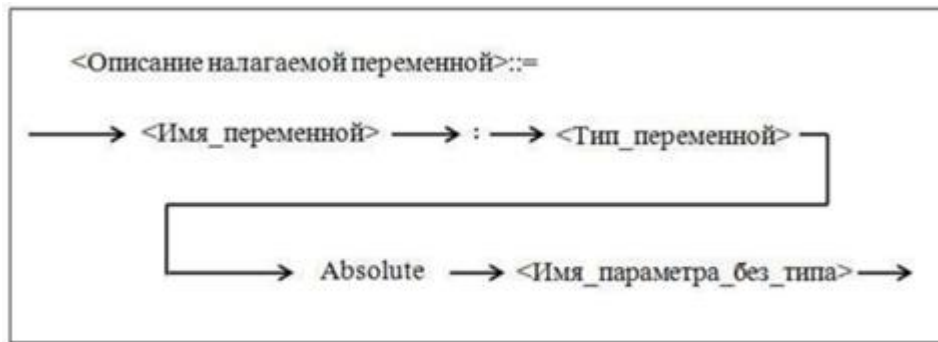 <Описание налагаемой переменной>::=
<Имя_переменной> : <Тип_переменной>
Absolute <Имя_параметра_без_типа>